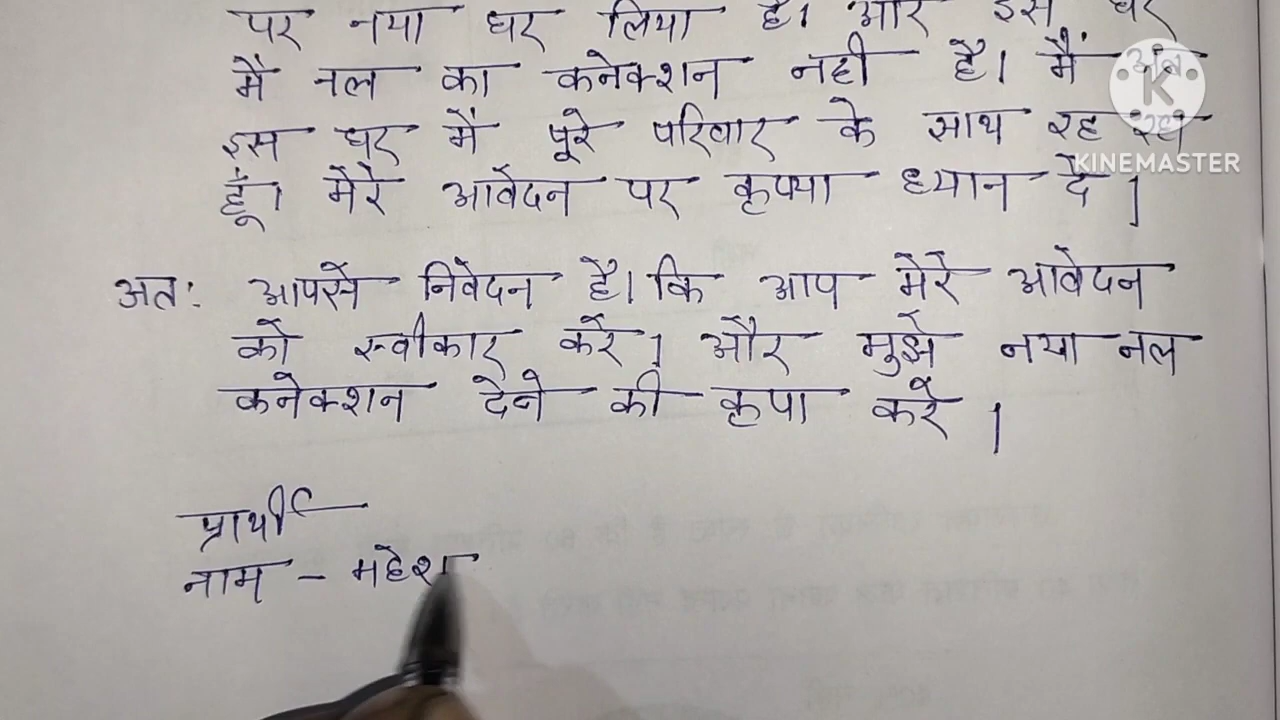 पर नया घर लिया है। और इस घर
मै नल का कनेक्शन नही है। मैं
इस घर मैं पूरे परिवार के साथ रह रहा
हूं। मेरे आवेदन पर कृप्या ध्यान दे।
अतः आपसे निवेदन है। कि आप मेरे आवेदन
को स्वीकार करे। और मुझे नया नल
कनेक्शन देने की कृपा करे।
प्रार्थी
नाम - महेश
KINEMASTER